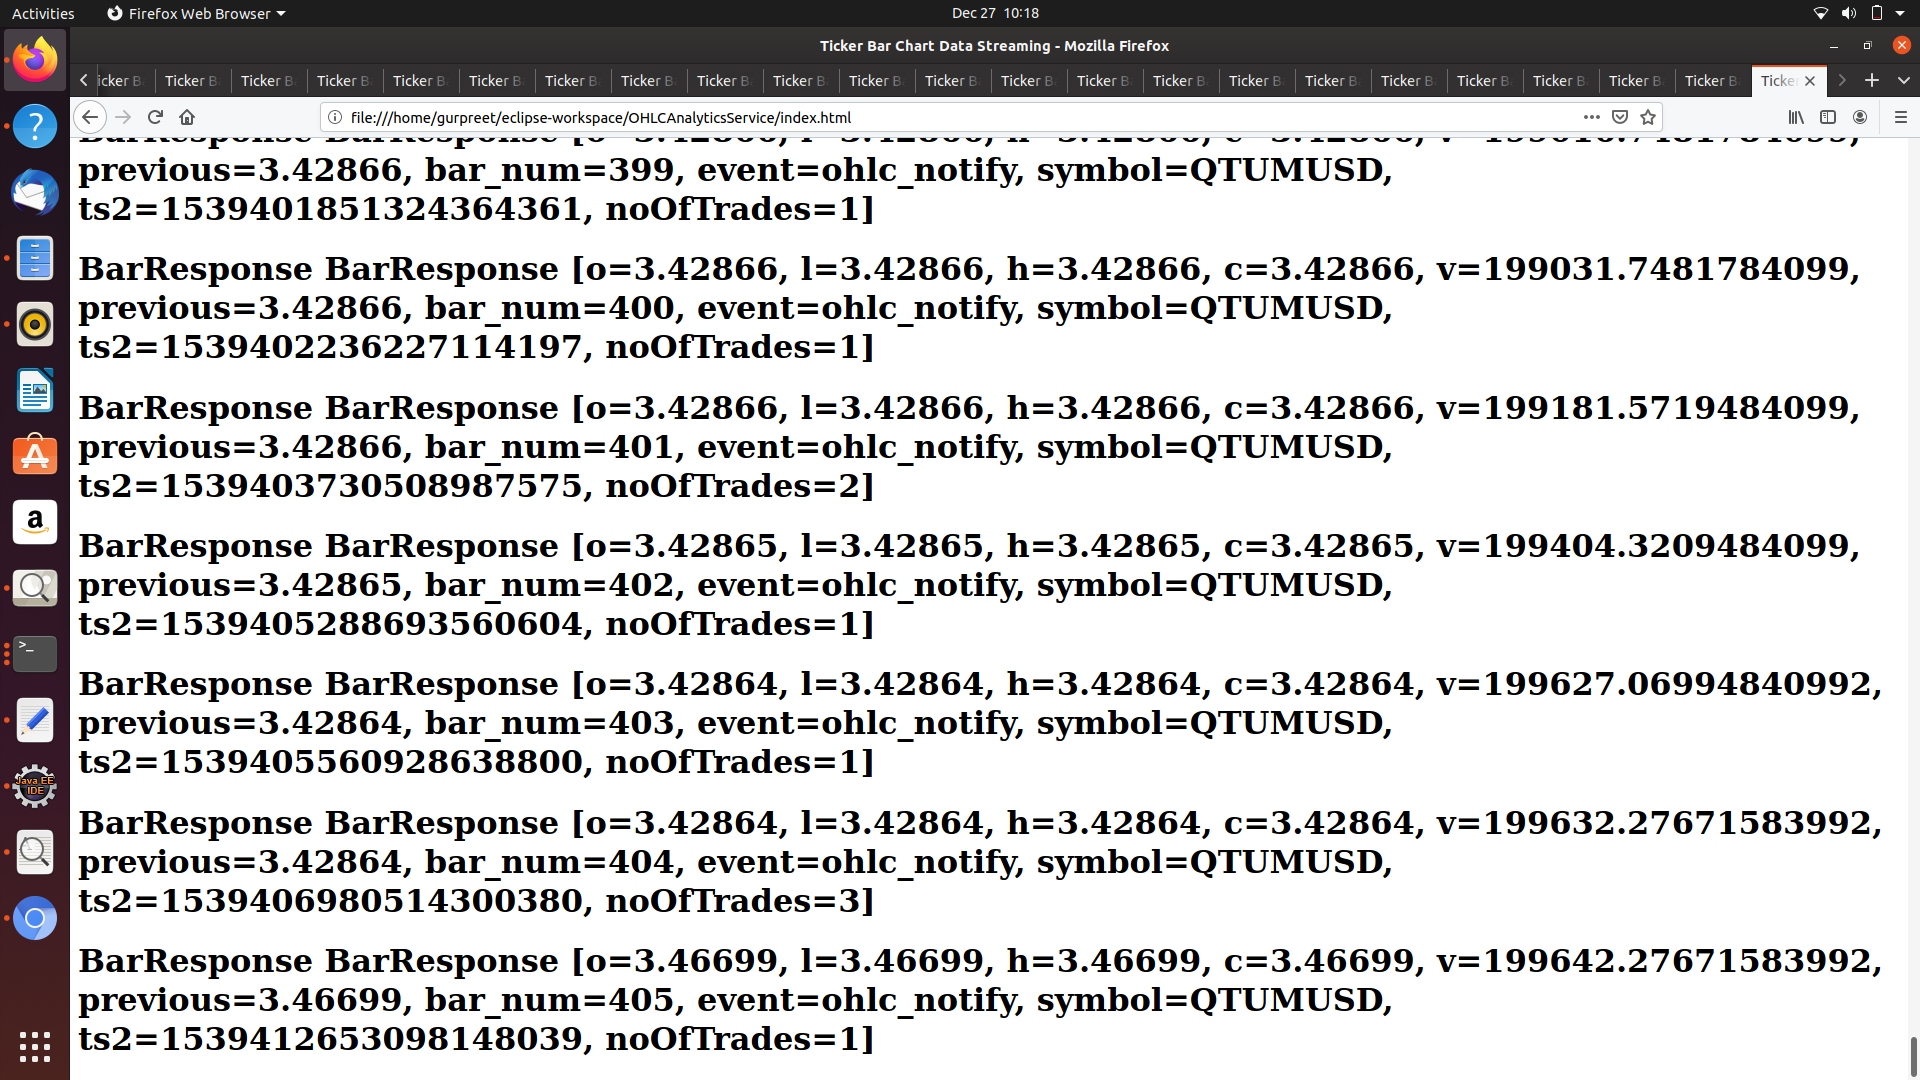 Activities
Firefox Web Browser
Dec 27 10:18
Ticker Bar Chart Data Streaming - Mozilla Firefox
icker B Ticker B Ticker B Ticker B Ticker B Ticker B Ticker B Ticker B Ticker B Ticker B Ticker B Ticker B Ticker B Ticker B Ticker B Ticker B Ticker B Ticker B Ticker B Ticker B Ticker B Ticker B Ticke
file:///home/gurpreet/eclipse-workspace/OHLCAnalyticsService/index.html
previous=3.42866, bar_num=399, event=ohlc_notify, symbol=QTUMUSD,
ts2=1539401851324364361, noOfTrades=1]
BarResponse BarResponse [o=3.42866, l=3.42866, h=3.42866, c=3.42866, v=199031.7481784099,
previous=3.42866, bar_num=400, event=ohlc_notify, symbol=QTUMUSD,
ts2=1539402236227114197, noOfTrades=1]
BarResponse BarResponse [o=3.42866, l=3.42866, h=3.42866, c=3.42866, v=199181.5719484099,
previous=3.42866, bar_num=401, event=ohlc_notify, symbol=QTUMUSD,
ts2=1539403730508987575, noOfTrades=2]
BarResponse BarResponse [o=3.42865, l=3.42865, h=3.42865, c=3.42865, v=199404.3209484099,
previous=3.42865, bar_num=402, event=ohlc_notify, symbol=QTUMUSD,
ts2=1539405288693560604, noOfTrades=1]
BarResponse BarResponse [o=3.42864, l=3.42864, h=3.42864, c=3.42864, v=199627.06994840992,
previous=3.42864, bar_num=403, event=ohlc_notify, symbol=QTUMUSD,
ts2=1539405560928638800, noOfTrades=1]
BarResponse BarResponse [o=3.42864, l=3.42864, h=3.42864, c=3.42864, v=199632.27671583992,
previous=3.42864, bar_num=404, event=ohlc_notify, symbol=QTUMUSD,
ts2=1539406980514300380, noOfTrades=3]
BarResponse BarResponse [o=3.46699, l=3.46699, h=3.46699, c=3.46699, v=199642.27671583992,
previous=3.46699, bar_num=405, event=ohlc_notify, symbol=QTUMUSD,
ts2=1539412653098148039, noOfTrades=1]
Java EE
IDE